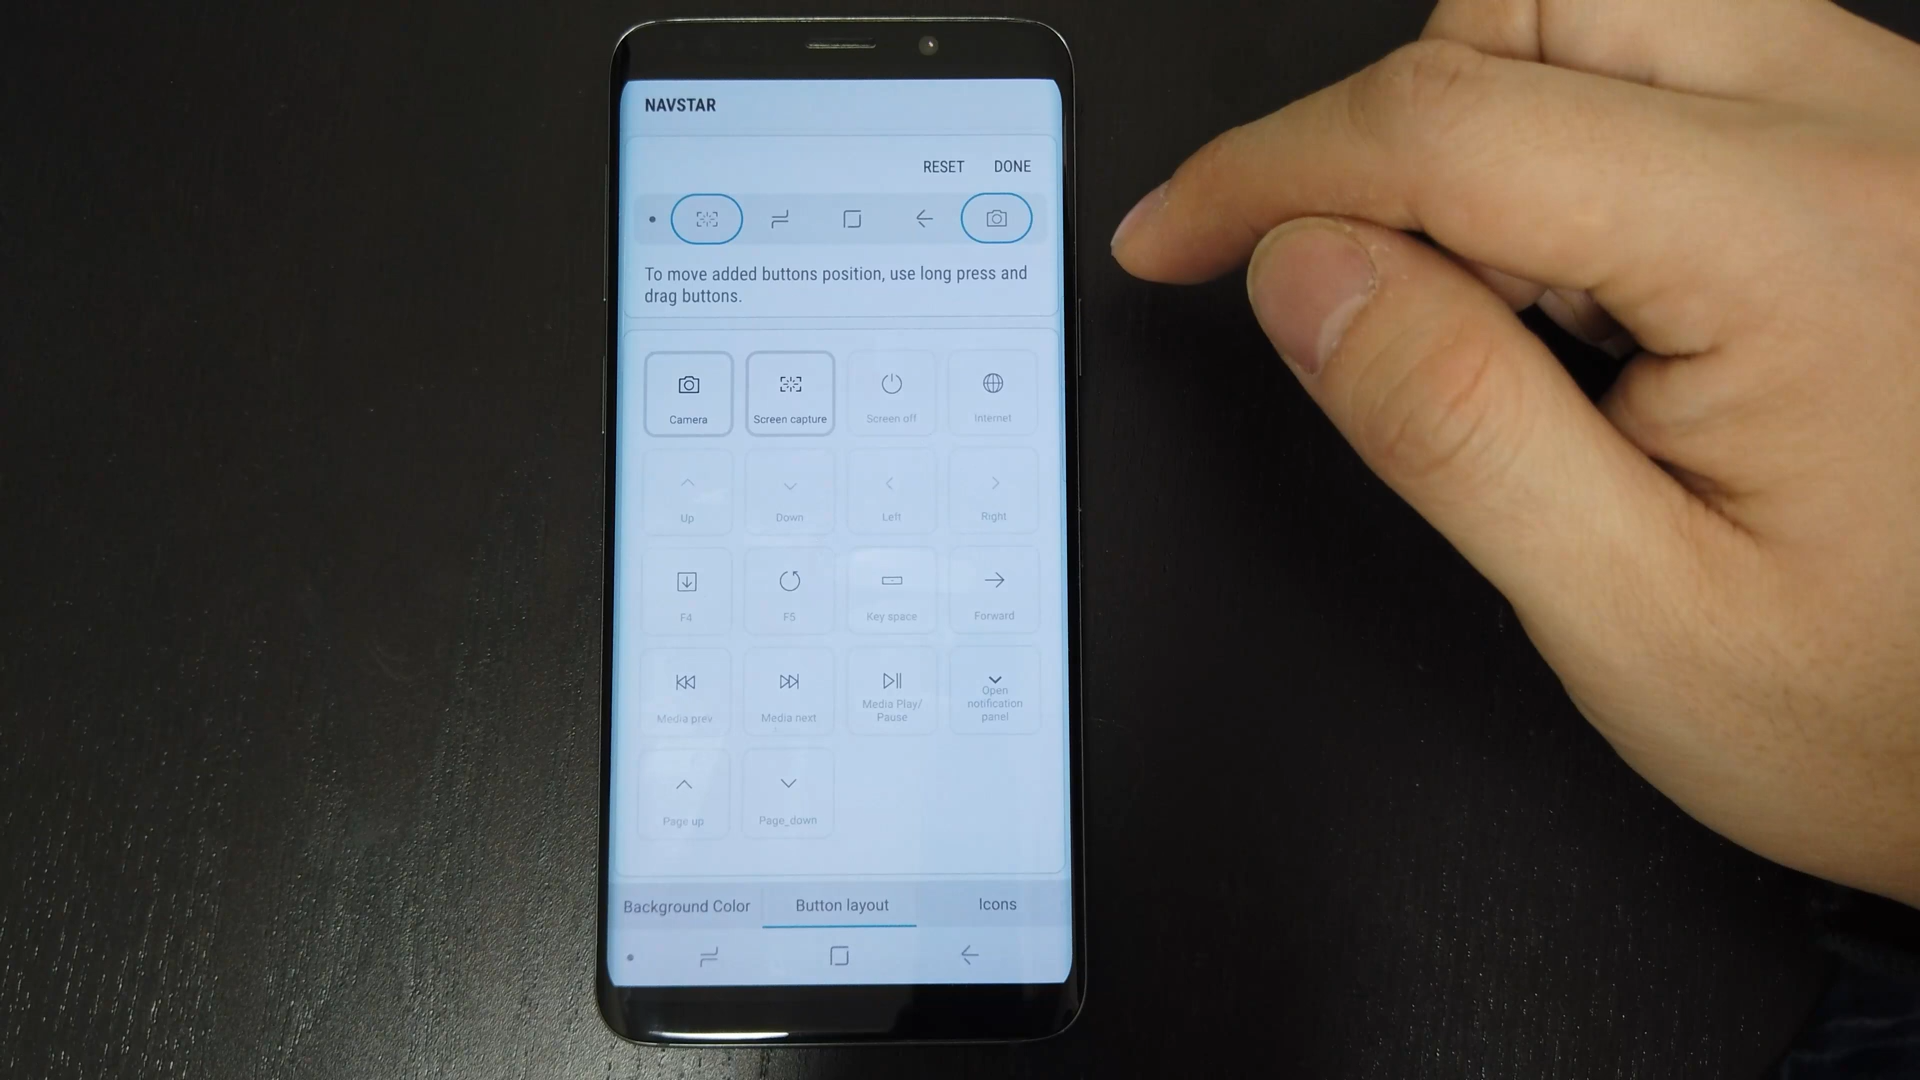 NAVSTAR
RESET DONE
To move added buttons position, use long press and
drag buttons.
Camera
Screen capture
Screen off
Internet
Up
Down
Left
Right
F4
F5
Key space
Forward
Media prev
Media next
Media Play/
Pause
Open
notification
panel
Page up
Page_down
Background Color
Button layout
Icons